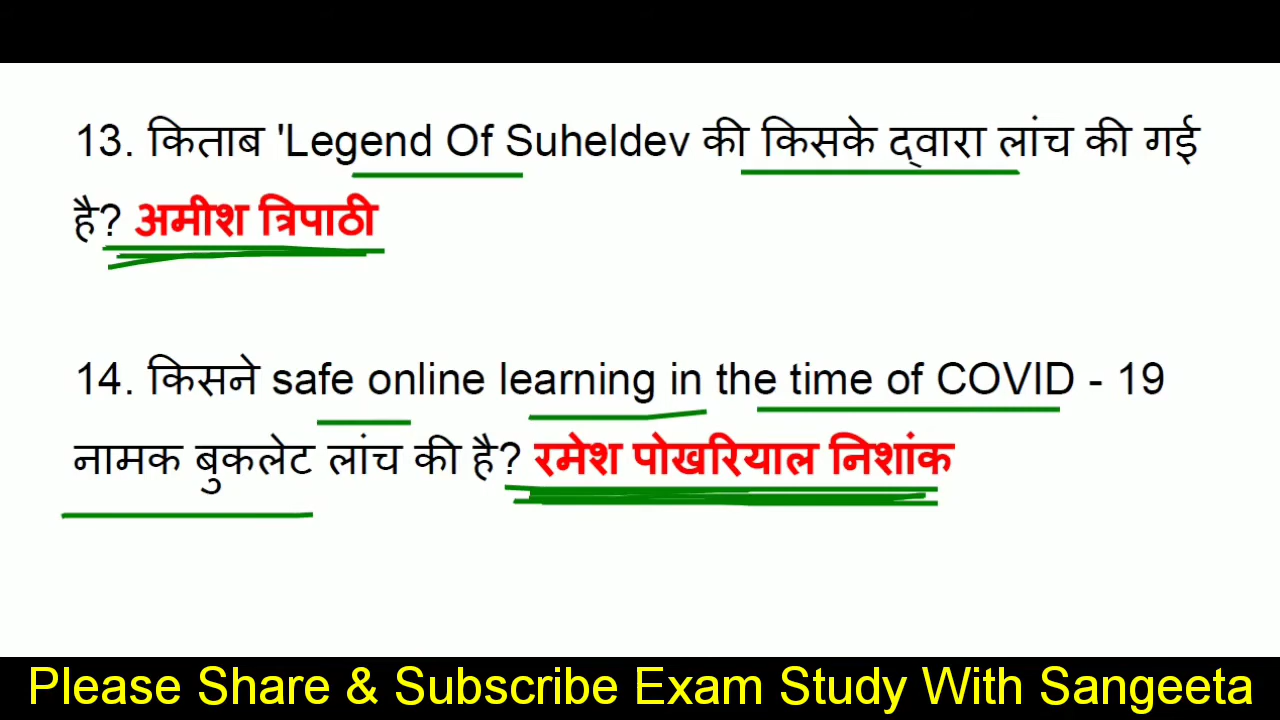 13. किताब 'Legend Of Suheldev की किसके द्वारा लांच की गई
है? अमीश त्रिपाठी
14. किसने safe online learning in the time of COVID - 19
नामक बुकलेट लांच की है? रमेश पोखरियाल निशांक
Please Share & Subscribe Exam Study With Sangeeta